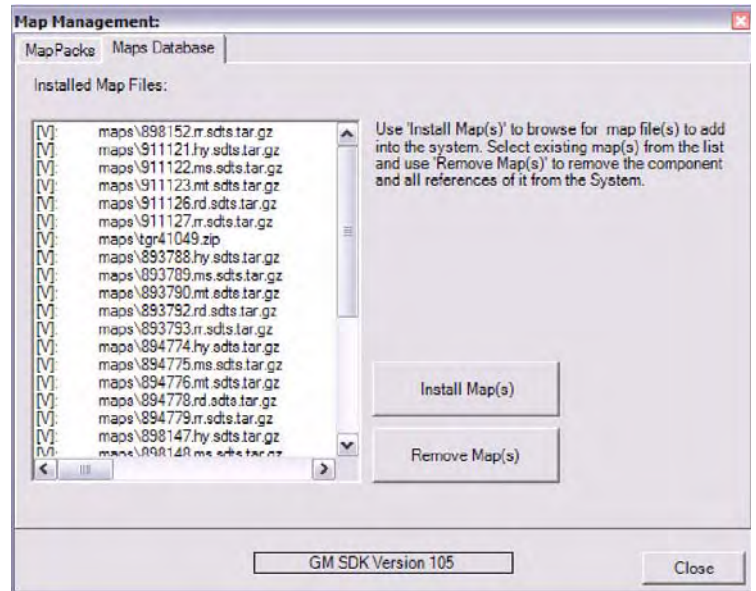 Map Management:
MapPacks Maps Database
Installed Map Files:
[V]: maps\898152.rr.sdts.tar.gz
[V]: maps\911121.hy.sdts.tar.gz
[V]: maps\911122.ms.sdts.tar.gz
[V]: maps\911123.mt.sdts.tar.gz
[V]: maps\911126.rd.sdts.tar.gz
[V]: maps\911127.rr.sdts.tar.gz
[V]: maps\tgr41049.zip
[V]: maps\893788.hy.sdts.tar.gz
[V]: maps\893789.ms.sdts.tar.gz
[V]: maps\893790.mt.sdts.tar.gz
[V]: maps\893792.rd.sdts.tar.gz
[V]: maps\893793.rr.sdts.tar.gz
[V]: maps\894774.hy.sdts.tar.gz
[V]: maps\894775.ms.sdts.tar.gz
[V]: maps\894776.mt.sdts.tar.gz
[V]: maps\894778.rd.sdts.tar.gz
[V]: maps\894779.rr.sdts.tar.gz
[V]: maps\898147.hy.sdts.tar.gz
[V]: maps\898148.ms.sdts.tar.gz
Use 'Install Map(s)' to browse for map file(s) to add
into the system. Select existing map(s) from the list
and use 'Remove Map(s)' to remove the component
and all references of it from the System.
Install Map(s)
Remove Map(s)
GM SDK Version 105
Close